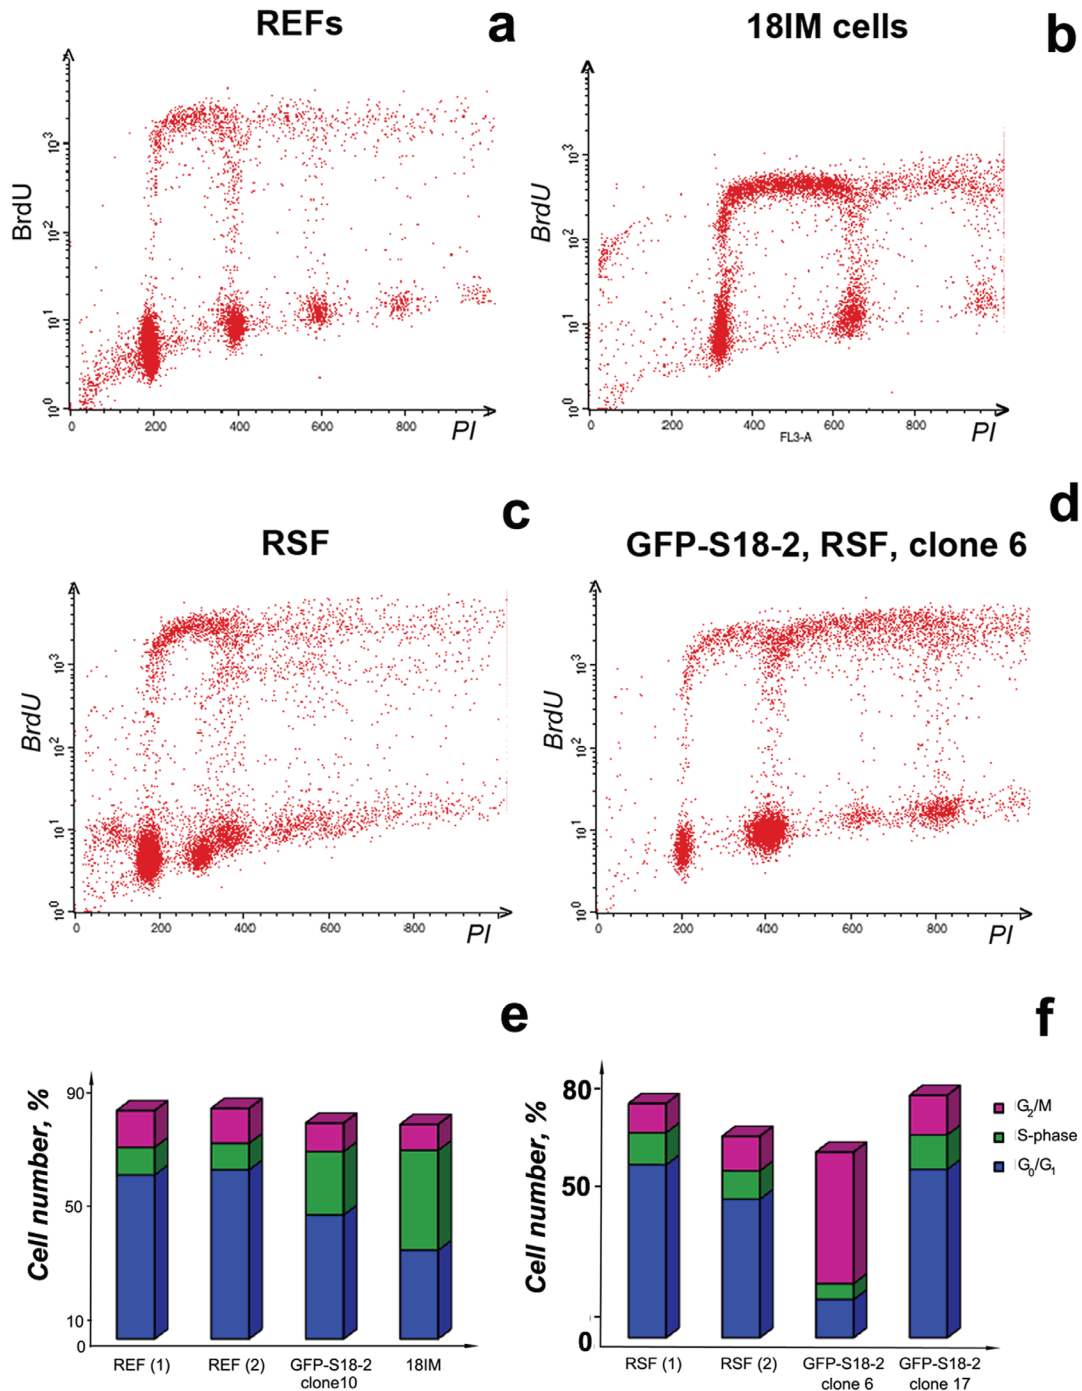 REFs
a
BrdU
10³
10²
10¹
10⁰
0 200 400 600 800
PI
18IM cells
b
BrdU
10³
10²
10¹
10⁰
0 200 400 600 800
FL3-A
PI
RSF
c
BrdU
10³
10²
10¹
10⁰
0 200 400 600 800
PI
GFP-S18-2, RSF, clone 6
d
BrdU
10³
10²
10¹
10⁰
0 200 400 600 800
PI
e
Cell number, %
90
50
10
0
REF (1) REF (2) GFP-S18-2 18IM
clone10
f
Cell number, %
80
50
0
RSF (1) RSF (2) GFP-S18-2 GFP-S18-2
clone 6 clone 17
G₂/M
S-phase
G₀/G₁